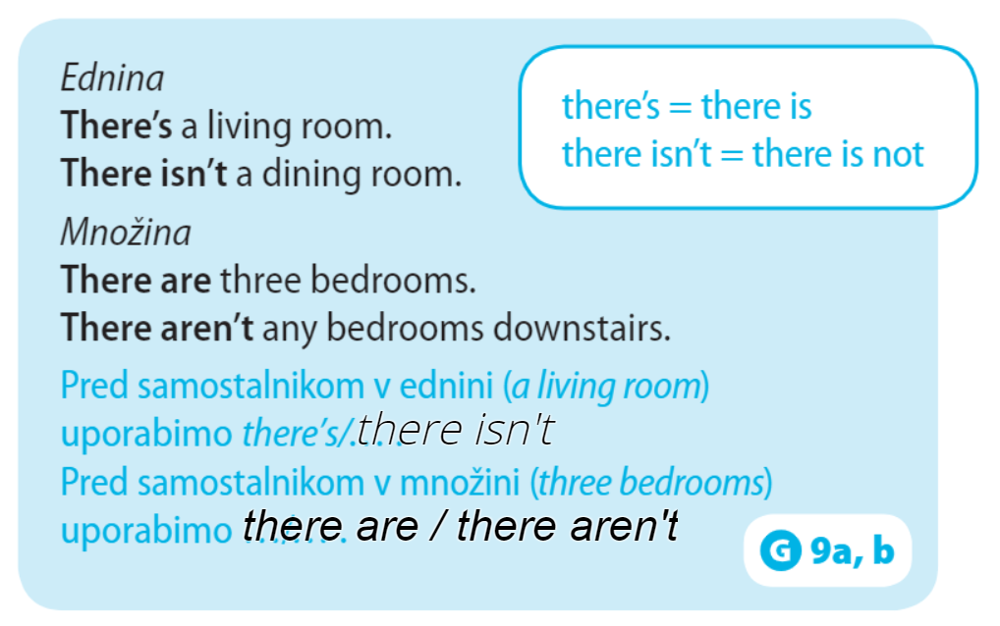 Ednina
There's a living room.
There isn't a dining room.
there's = there is
there isn't = there is not
Množina
There are three bedrooms.
There aren't any bedrooms downstairs.
Pred samostalnikom v ednini (a living room)
uporabimo there's/.there isn't
Pred samostalnikom v množini (three bedrooms)
uporabimo there are / there aren't
G 9a, b